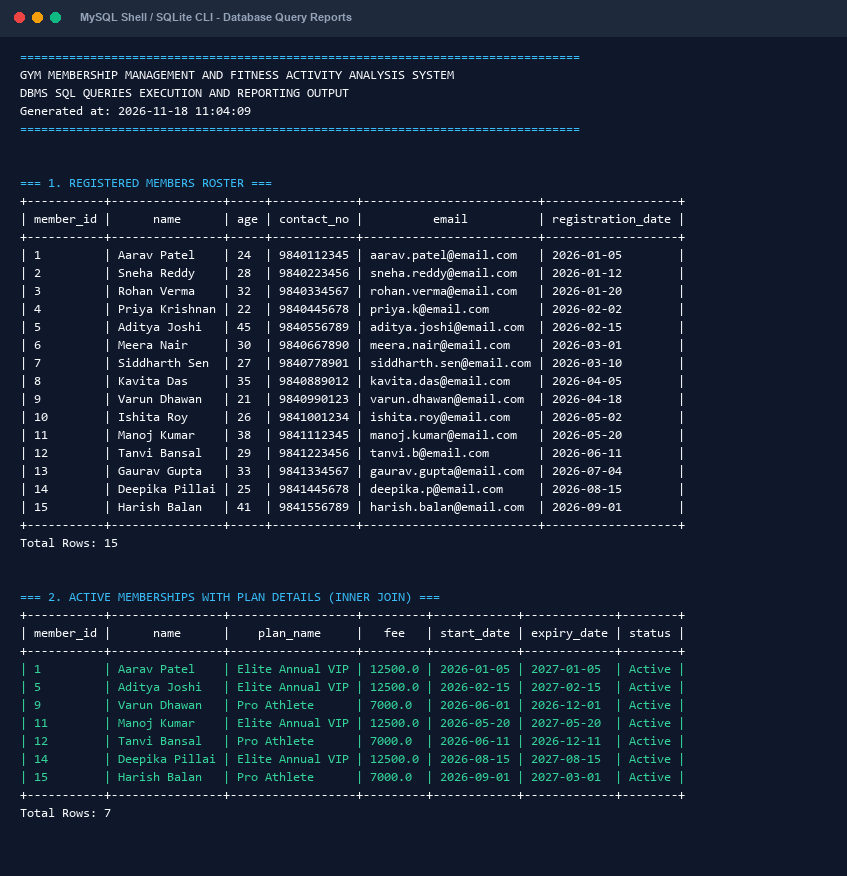 MySQL Shell / SQLite CLI - Database Query Reports
================================================================================
GYM MEMBERSHIP MANAGEMENT AND FITNESS ACTIVITY ANALYSIS SYSTEM
DBMS SQL QUERIES EXECUTION AND REPORTING OUTPUT
Generated at: 2026-11-18 11:04:09
================================================================================
=== 1. REGISTERED MEMBERS ROSTER ===
+-----------+----------------+-----+------------+-------------------------+-------------------+
| member_id |      name      | age | contact_no |          email          | registration_date |
+-----------+----------------+-----+------------+-------------------------+-------------------+
| 1         | Aarav Patel    | 24  | 9840112345 | aarav.patel@email.com   | 2026-01-05        |
| 2         | Sneha Reddy    | 28  | 9840223456 | sneha.reddy@email.com   | 2026-01-12        |
| 3         | Rohan Verma    | 32  | 9840334567 | rohan.verma@email.com   | 2026-01-20        |
| 4         | Priya Krishnan | 22  | 9840445678 | priya.k@email.com       | 2026-02-02        |
| 5         | Aditya Joshi   | 45  | 9840556789 | aditya.joshi@email.com  | 2026-02-15        |
| 6         | Meera Nair     | 30  | 9840667890 | meera.nair@email.com    | 2026-03-01        |
| 7         | Siddharth Sen  | 27  | 9840778901 | siddharth.sen@email.com | 2026-03-10        |
| 8         | Kavita Das     | 35  | 9840889012 | kavita.das@email.com    | 2026-04-05        |
| 9         | Varun Dhawan   | 21  | 9840990123 | varun.dhawan@email.com  | 2026-04-18        |
| 10        | Ishita Roy     | 26  | 9841001234 | ishita.roy@email.com    | 2026-05-02        |
| 11        | Manoj Kumar    | 38  | 9841112345 | manoj.kumar@email.com   | 2026-05-20        |
| 12        | Tanvi Bansal   | 29  | 9841223456 | tanvi.b@email.com       | 2026-06-11        |
| 13        | Gaurav Gupta   | 33  | 9841334567 | gaurav.gupta@email.com  | 2026-07-04        |
| 14        | Deepika Pillai | 25  | 9841445678 | deepika.p@email.com     | 2026-08-15        |
| 15        | Harish Balan   | 41  | 9841556789 | harish.balan@email.com  | 2026-09-01        |
+-----------+----------------+-----+------------+-------------------------+-------------------+
Total Rows: 15
=== 2. ACTIVE MEMBERSHIPS WITH PLAN DETAILS (INNER JOIN) ===
+-----------+----------------+------------------+---------+------------+-------------+--------+
| member_id |      name      |    plan_name     |   fee   | start_date | expiry_date | status |
+-----------+----------------+------------------+---------+------------+-------------+--------+
| 1         | Aarav Patel    | Elite Annual VIP | 12500.0 | 2026-01-05 | 2027-01-05  | Active |
| 5         | Aditya Joshi   | Elite Annual VIP | 12500.0 | 2026-02-15 | 2027-02-15  | Active |
| 9         | Varun Dhawan   | Pro Athlete      | 7000.0  | 2026-06-01 | 2026-12-01  | Active |
| 11        | Manoj Kumar    | Elite Annual VIP | 12500.0 | 2026-05-20 | 2027-05-20  | Active |
| 12        | Tanvi Bansal   | Pro Athlete      | 7000.0  | 2026-06-11 | 2026-12-11  | Active |
| 14        | Deepika Pillai | Elite Annual VIP | 12500.0 | 2026-08-15 | 2027-08-15  | Active |
| 15        | Harish Balan   | Pro Athlete      | 7000.0  | 2026-09-01 | 2027-03-01  | Active |
+-----------+----------------+------------------+---------+------------+-------------+--------+
Total Rows: 7